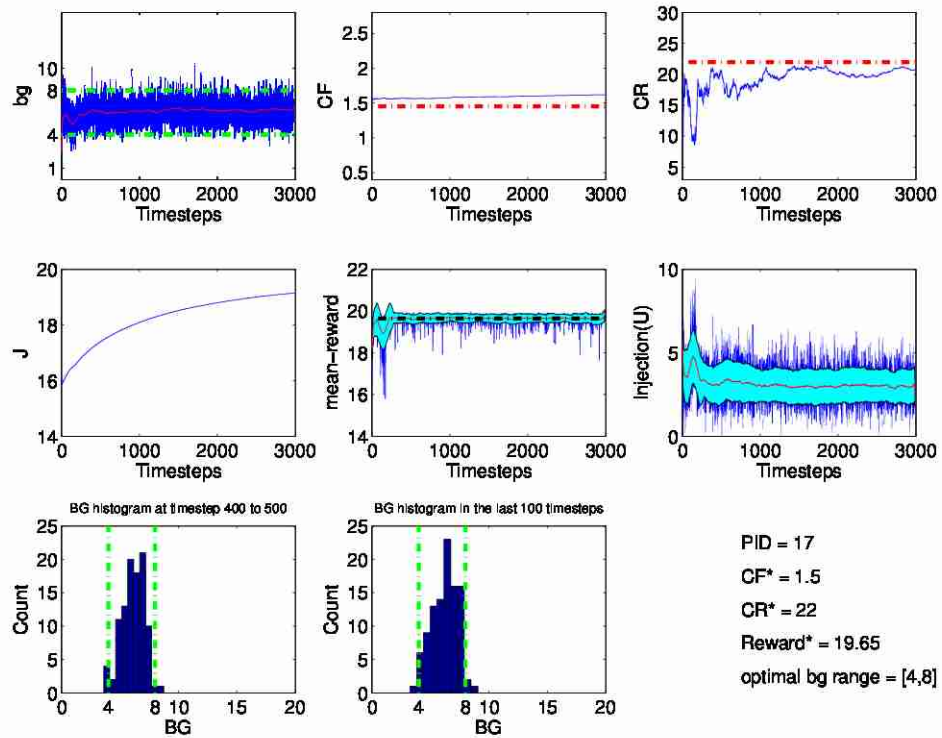 10
8
4
1
bg
0 1000 2000 3000
Timesteps
2.5
2
1.5
1
0.5
CF
0 1000 2000 3000
Timesteps
30
25
20
15
10
5
CR
0 1000 2000 3000
Timesteps
20
18
16
14
J
0 1000 2000 3000
Timesteps
22
20
18
16
14
mean-reward
0 1000 2000 3000
Timesteps
10
5
0
Injection(U)
0 1000 2000 3000
Timesteps
BG histogram at timestep 400 to 500
25
20
15
10
5
0
Count
0 4 8 10 15 20
BG
BG histogram in the last 100 timesteps
25
20
15
10
5
0
Count
0 4 8 10 15 20
BG
PID = 17
CF* = 1.5
CR* = 22
Reward* = 19.65
optimal bg range = [4,8]